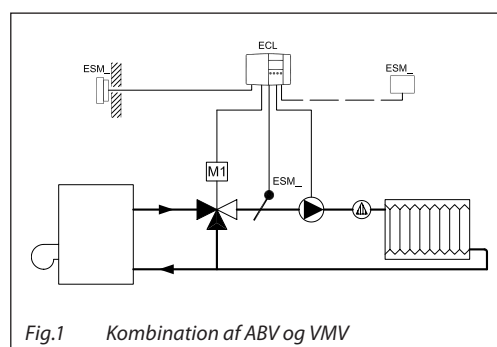 ECL
ESM_
ESM_
M1
ESM_
Fig.1 Kombination af ABV og VMV